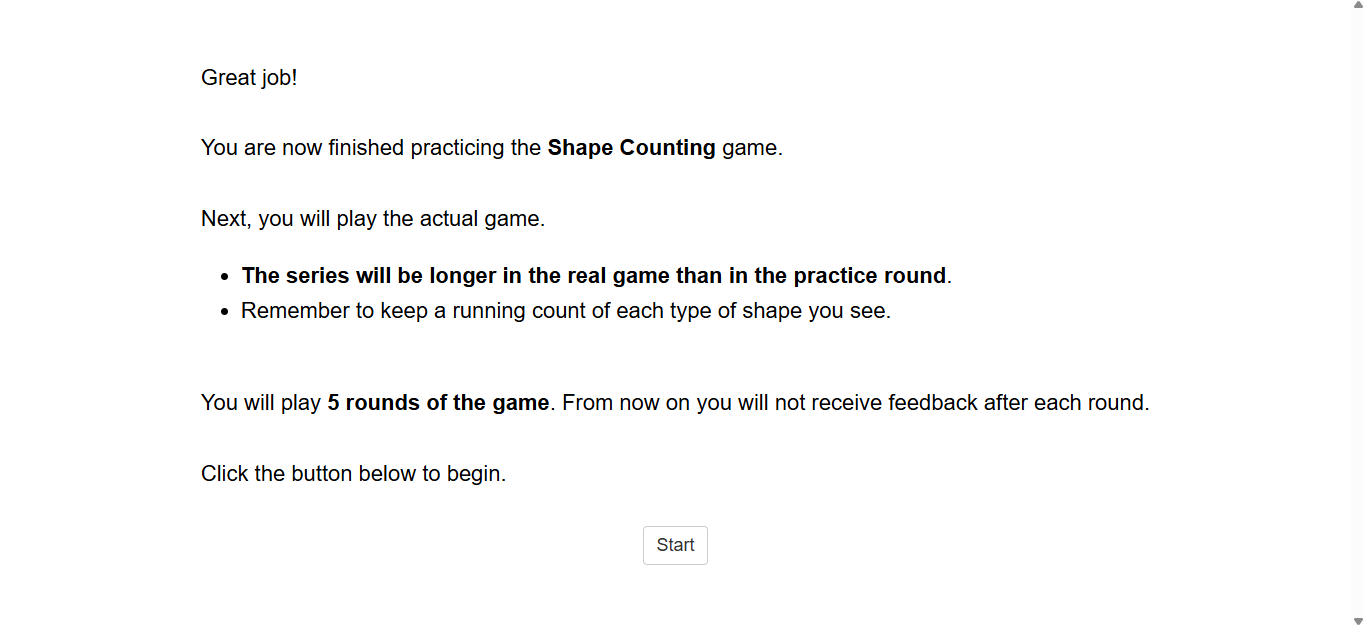 Great job!
You are now finished practicing the Shape Counting game.
Next, you will play the actual game.
• The series will be longer in the real game than in the practice round.
• Remember to keep a running count of each type of shape you see.
You will play 5 rounds of the game. From now on you will not receive feedback after each round.
Click the button below to begin.
Start